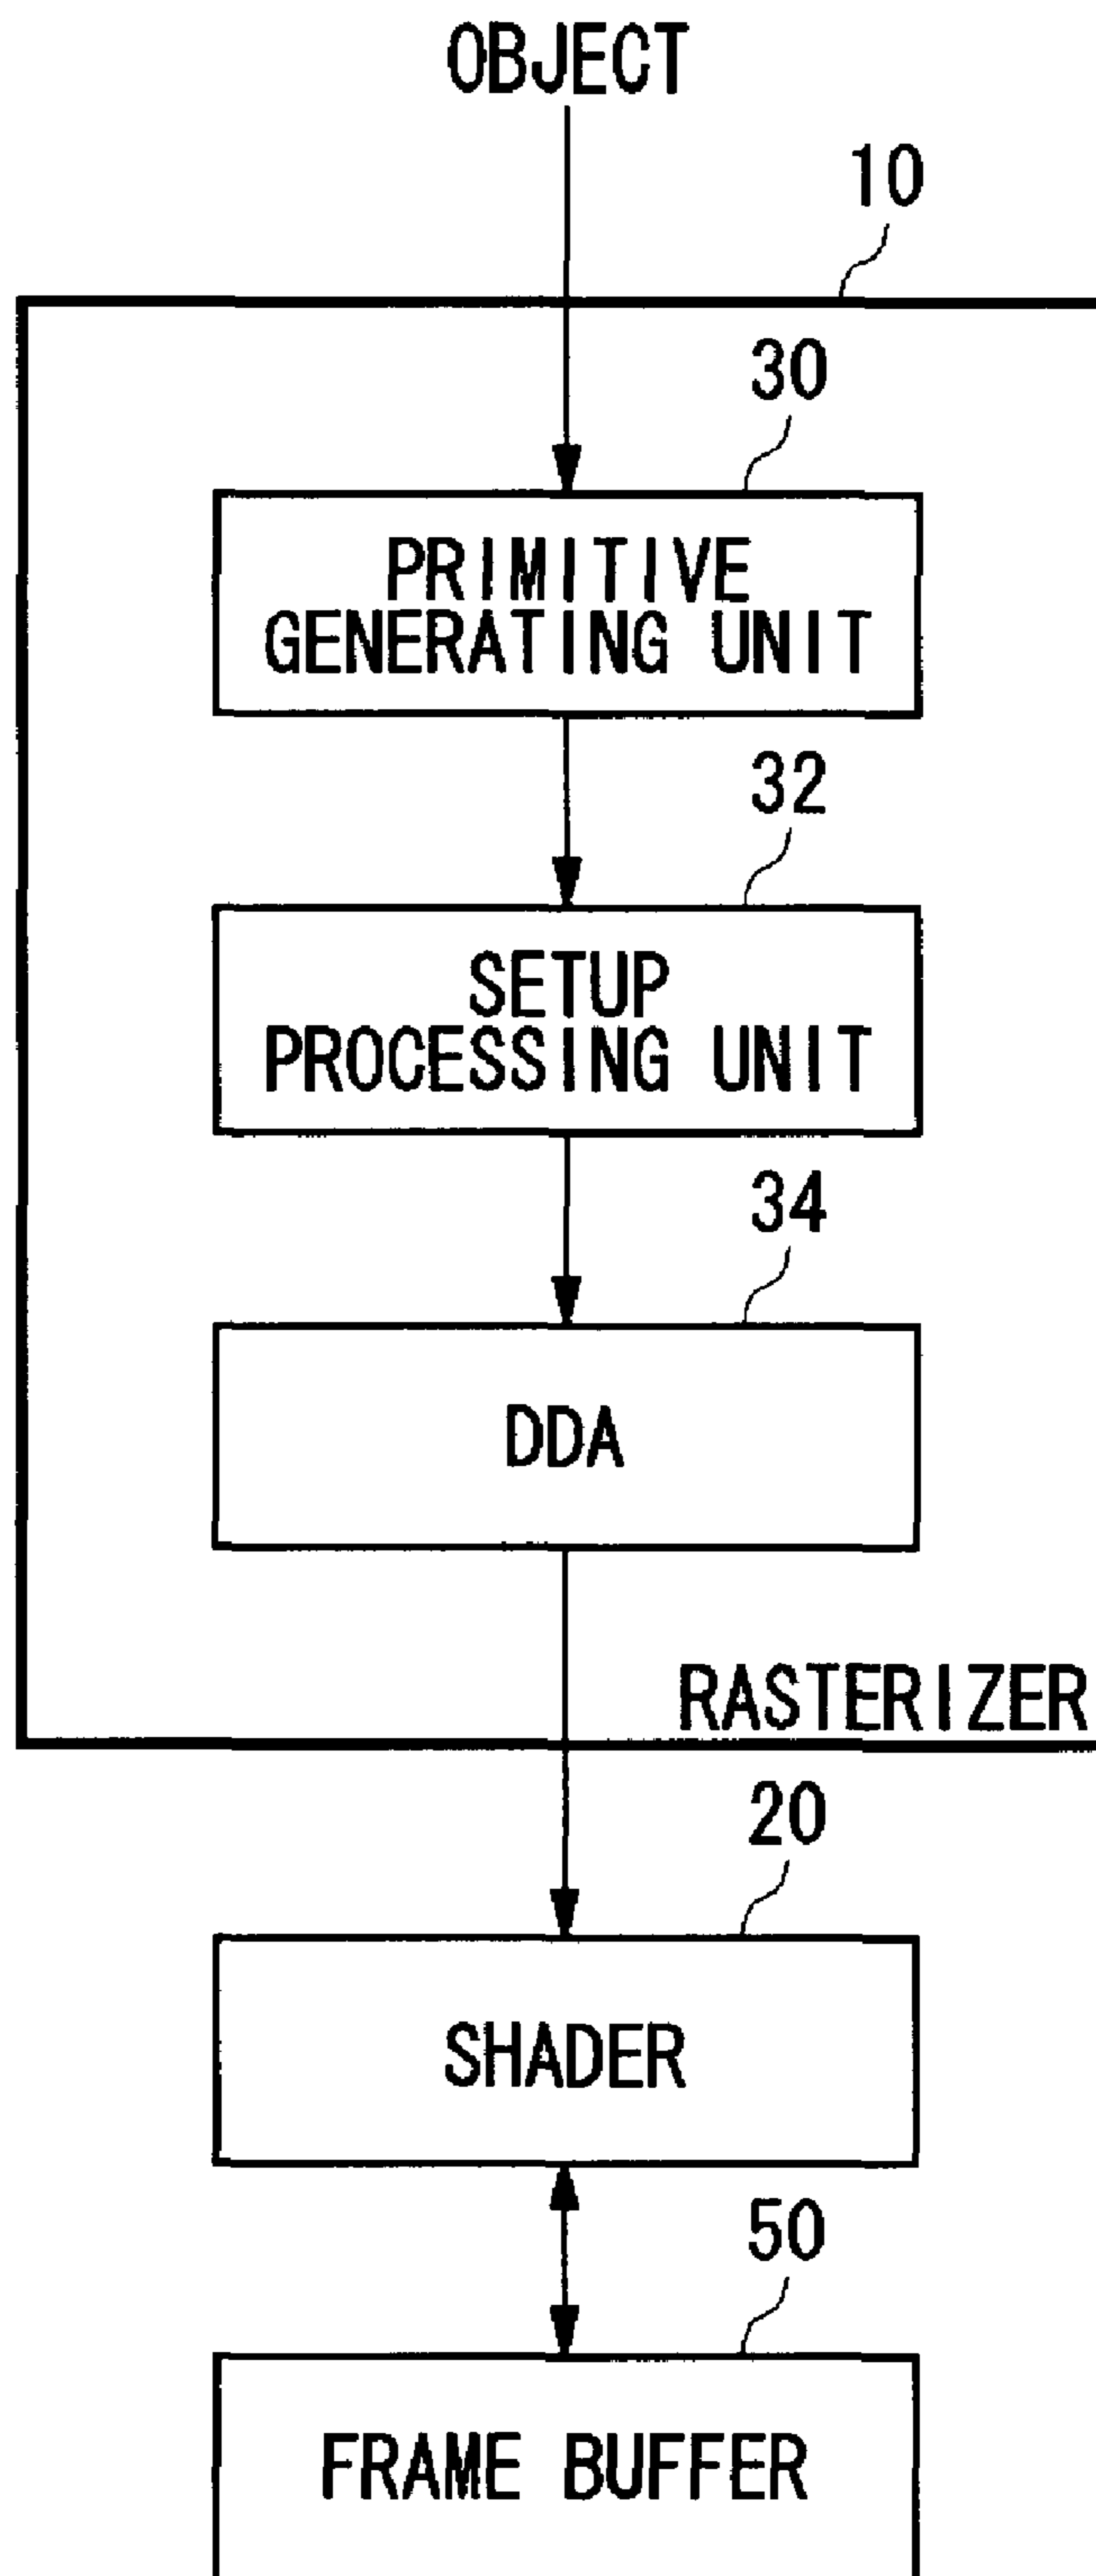 OBJECT
10
30
PRIMITIVE
GENERATING UNIT
32
SETUP
PROCESSING UNIT
34
DDA
RASTERIZER
20
SHADER
50
FRAME BUFFER